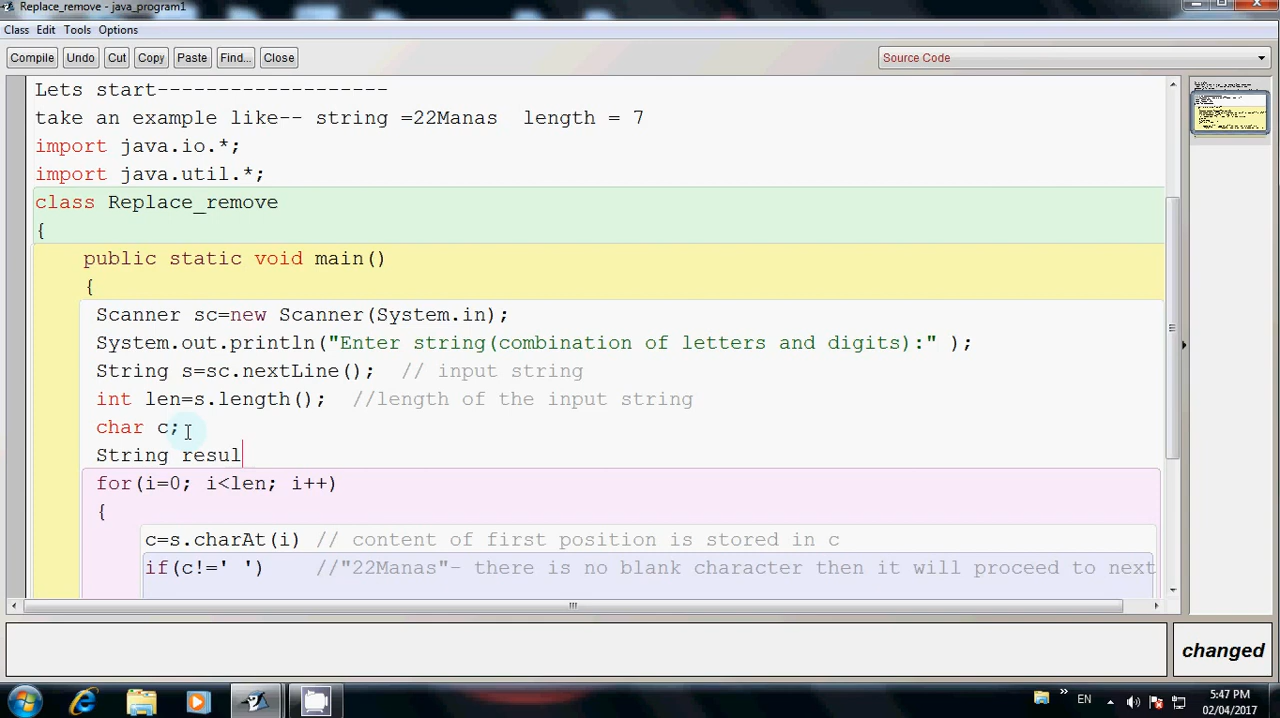 Replace_remove - java_program1
Class Edit Tools Options
Compile Undo Cut Copy Paste Find... Close Source Code
Lets start-------------------
take an example like-- string =22Manas  length = 7
import java.io.*;
import java.util.*;
class Replace_remove
{
public static void main()
{
Scanner sc=new Scanner(System.in);
System.out.println("Enter string(combination of letters and digits):" );
String s=sc.nextLine();  // input string
int len=s.length();  //length of the input string
char c;
String resul
for(i=0; i<len; i++)
{
c=s.charAt(i) // content of first position is stored in c
if(c!=' ')    //"22Manas"- there is no blank character then it will proceed to next
changed
EN
5:47 PM
02/04/2017